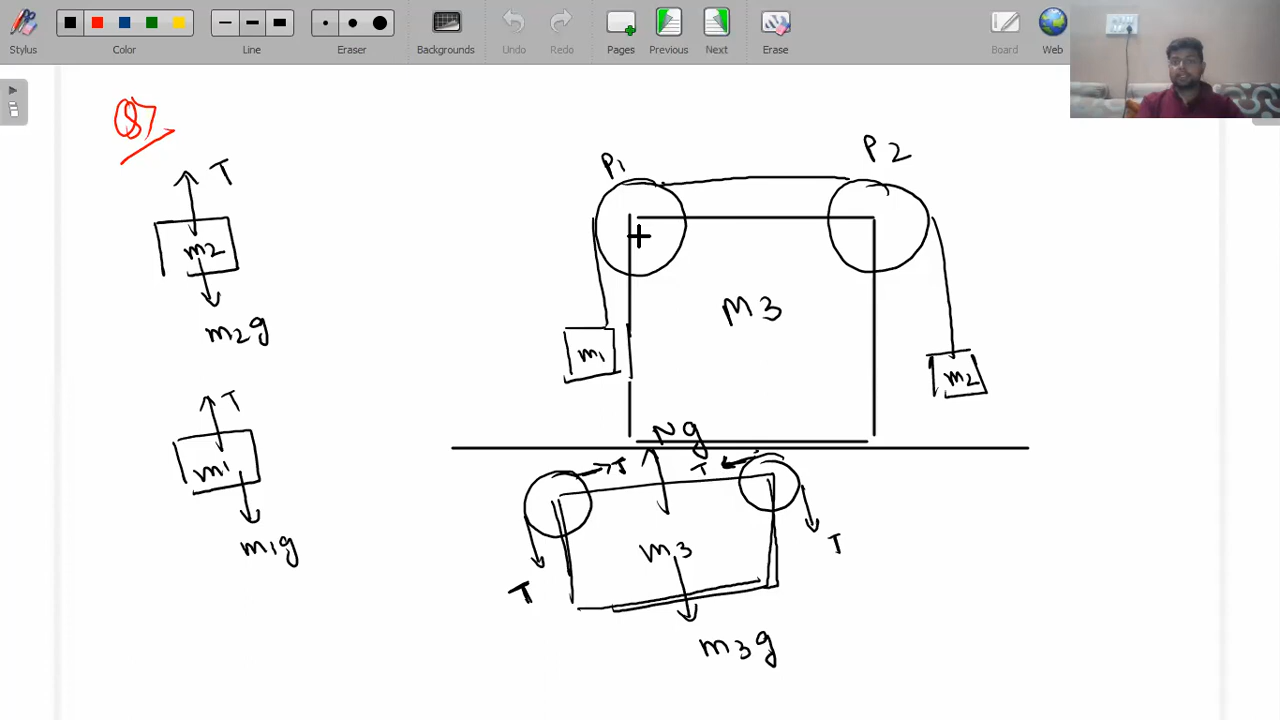 Stylus
Color
Line
Eraser
Backgrounds
Undo
Redo
Pages
Previous
Next
Erase
Board
Web
Q7
T
m2
m2g
T
m1
m1g
P1
P2
M3
m1
m2
Ng
T
T
m3
T
T
m3g